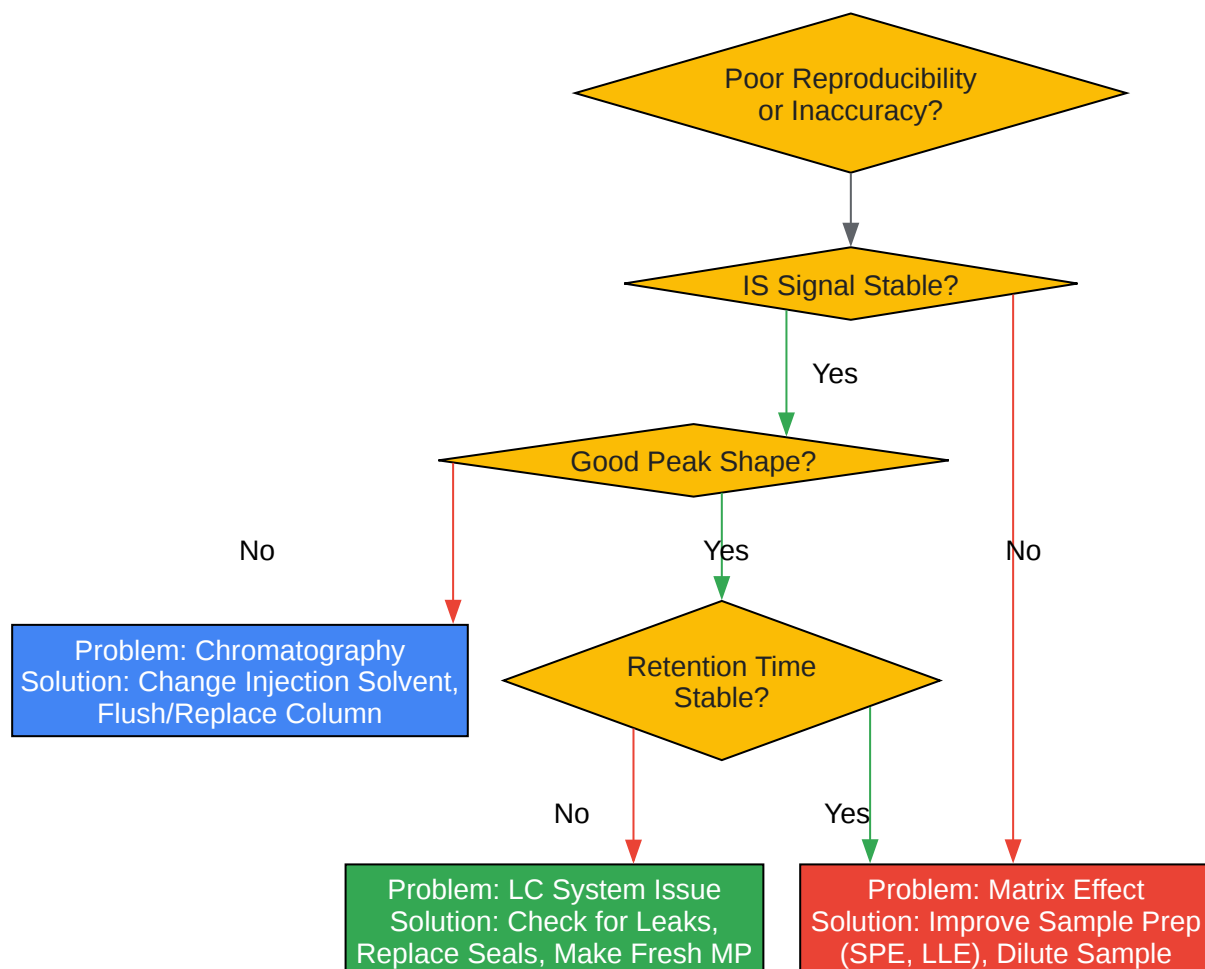 Poor Reproducibility
or Inaccuracy?
IS Signal Stable?
Yes
Good Peak Shape?
No
Yes
No
Problem: Chromatography
Solution: Change Injection Solvent,
Flush/Replace Column
Retention Time
Stable?
No
Yes
Problem: LC System Issue
Solution: Check for Leaks,
Replace Seals, Make Fresh MP
Problem: Matrix Effect
Solution: Improve Sample Prep
(SPE, LLE), Dilute Sample